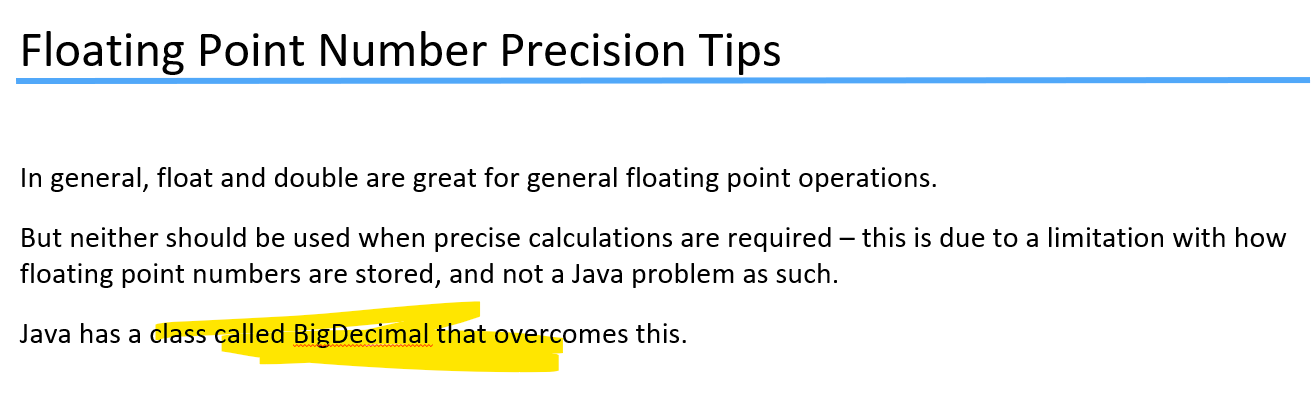 Floating Point Number Precision Tips
In general, float and double are great for general floating point operations.
But neither should be used when precise calculations are required – this is due to a limitation with how
floating point numbers are stored, and not a Java problem as such.
Java has a class called BigDecimal that overcomes this.